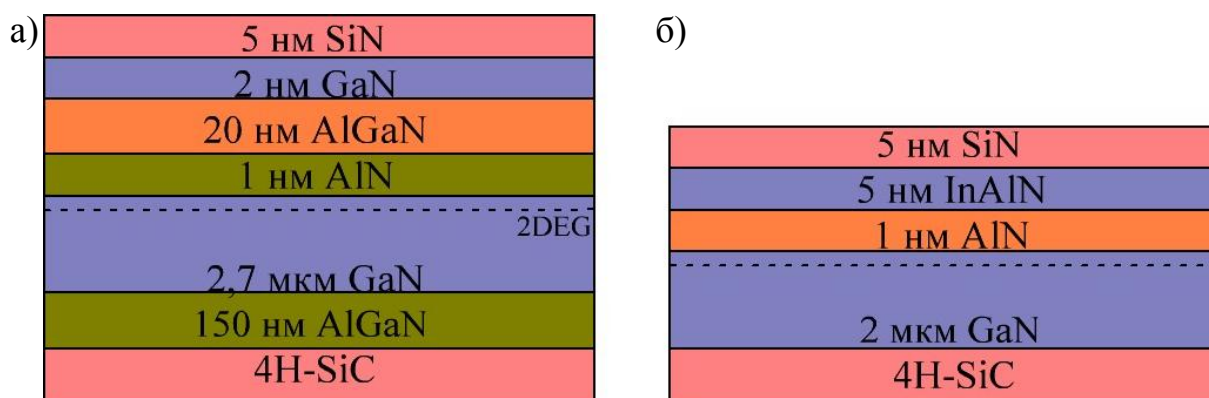 а)
5 нм SiN
2 нм GaN
20 нм AlGaN
1 нм AlN
2DEG
2,7 мкм GaN
150 нм AlGaN
4H-SiC
б)
5 нм SiN
5 нм InAlN
1 нм AlN
2 мкм GaN
4H-SiC